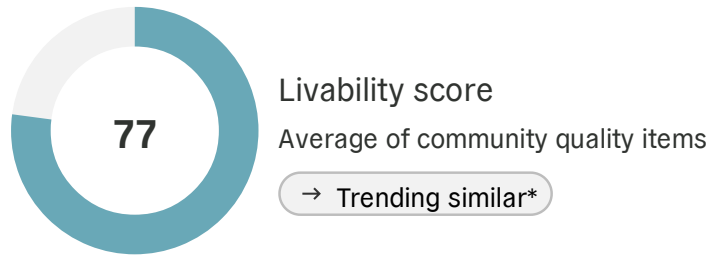 77
Livability score
Average of community quality items
→ Trending similar*